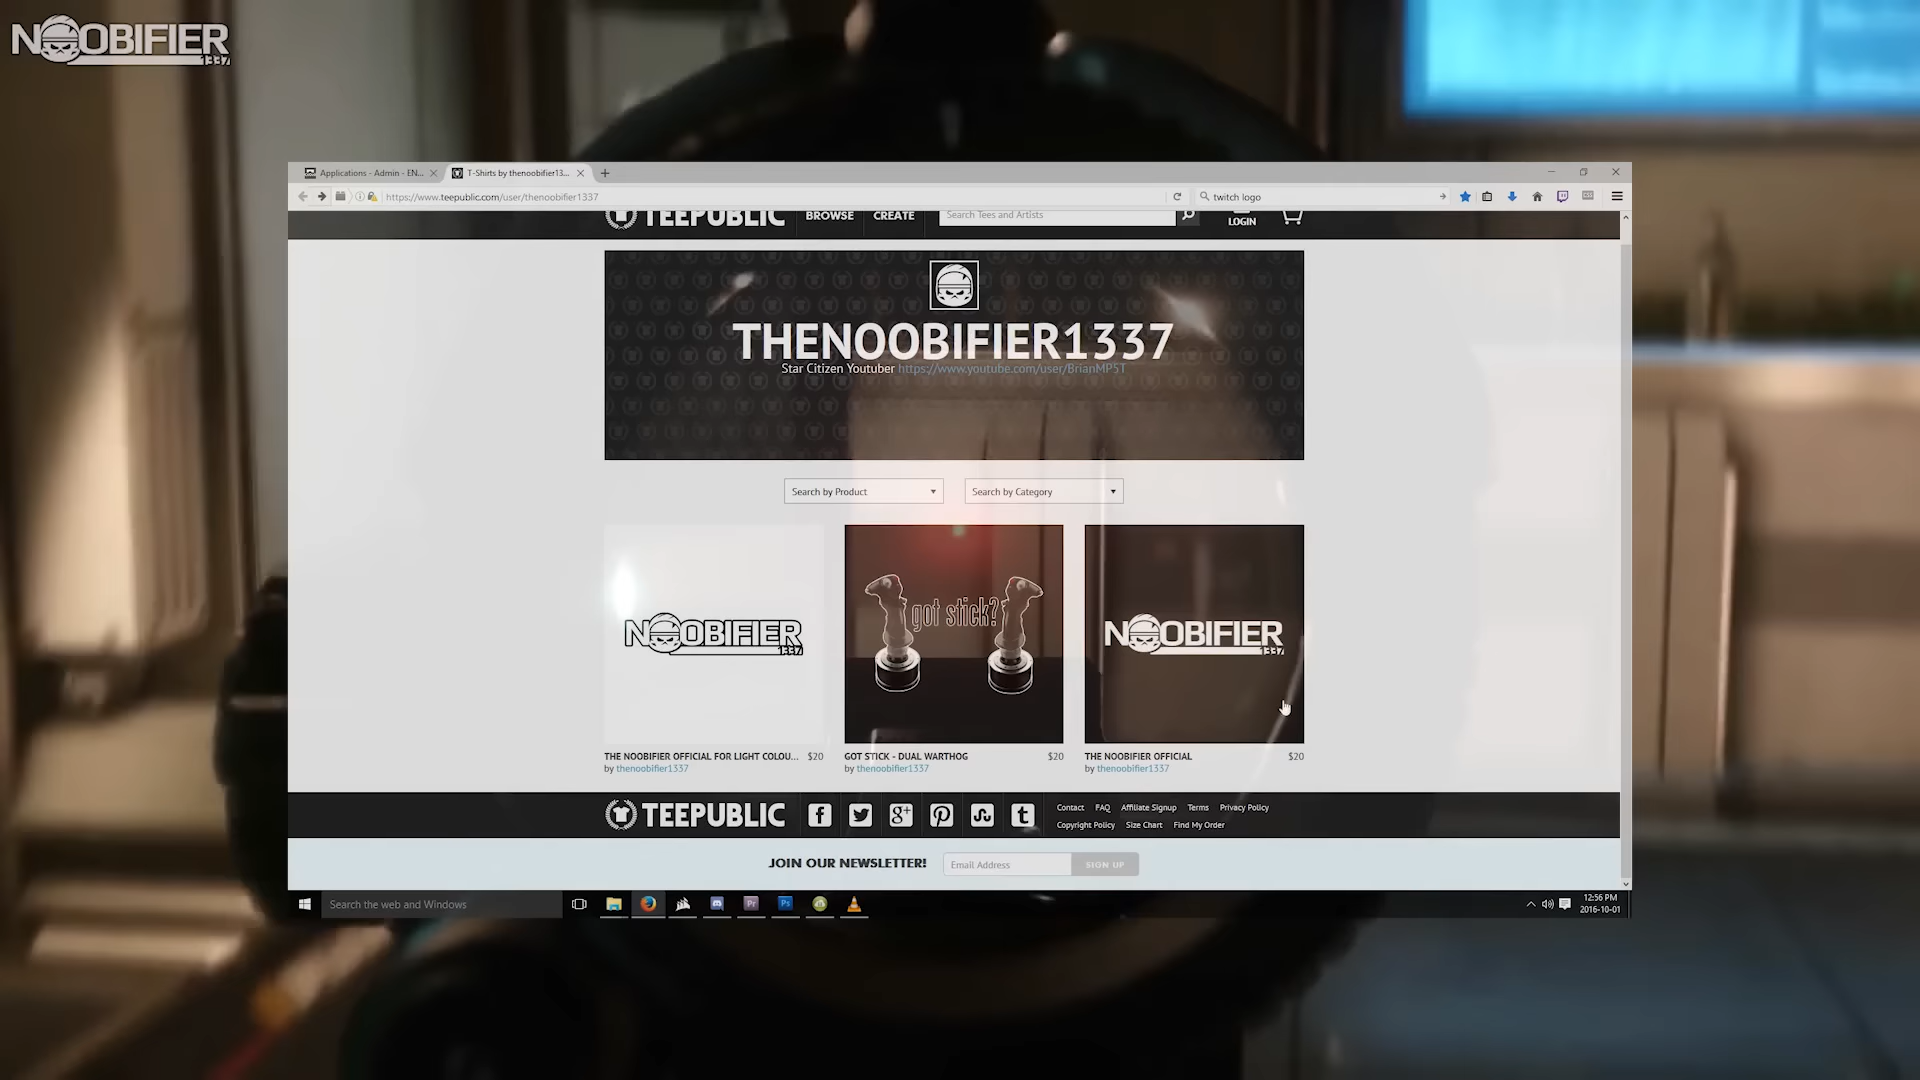 NOOBIFIER
1337
Applications - Admin - EN...
T-Shirts by thenoobifier13...
https://www.teepublic.com/user/thenoobifier1337
twitch logo
TEEPUBLIC
BROWSE
CREATE
Search Tees and Artists
LOGIN
THENOOBIFIER1337
Star Citizen Youtuber https://www.youtube.com/user/BrianMP5T
Search by Product
Search by Category
NOOBIFIER
1337
got stick?
NOOBIFIER
1337
THE NOOBIFIER OFFICIAL FOR LIGHT COLOU... $20
by thenoobifier1337
GOT STICK - DUAL WARTHOG $20
by thenoobifier1337
THE NOOBIFIER OFFICIAL $20
by thenoobifier1337
TEEPUBLIC
Contact FAQ Affiliate Signup Terms Privacy Policy
Copyright Policy Size Chart Find My Order
JOIN OUR NEWSLETTER!
Email Address
SIGN UP
Search the web and Windows
Pr
Ps
12:56 PM
2016-10-01